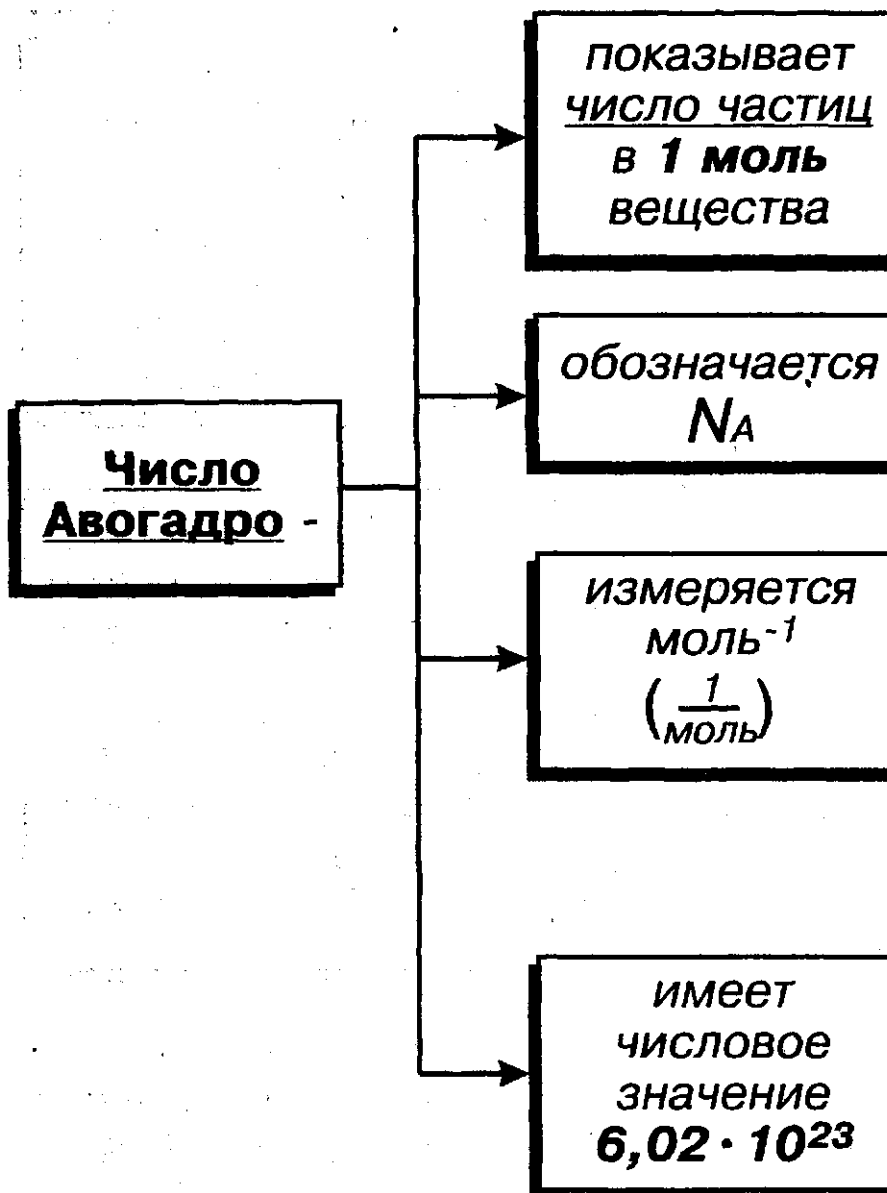 показывает
число частиц
в 1 моль
вещества
обозначается
NA
Число
Авогадро -
измеряется
моль⁻¹
(1/моль)
имеет
числовое
значение
6,02 · 10²³